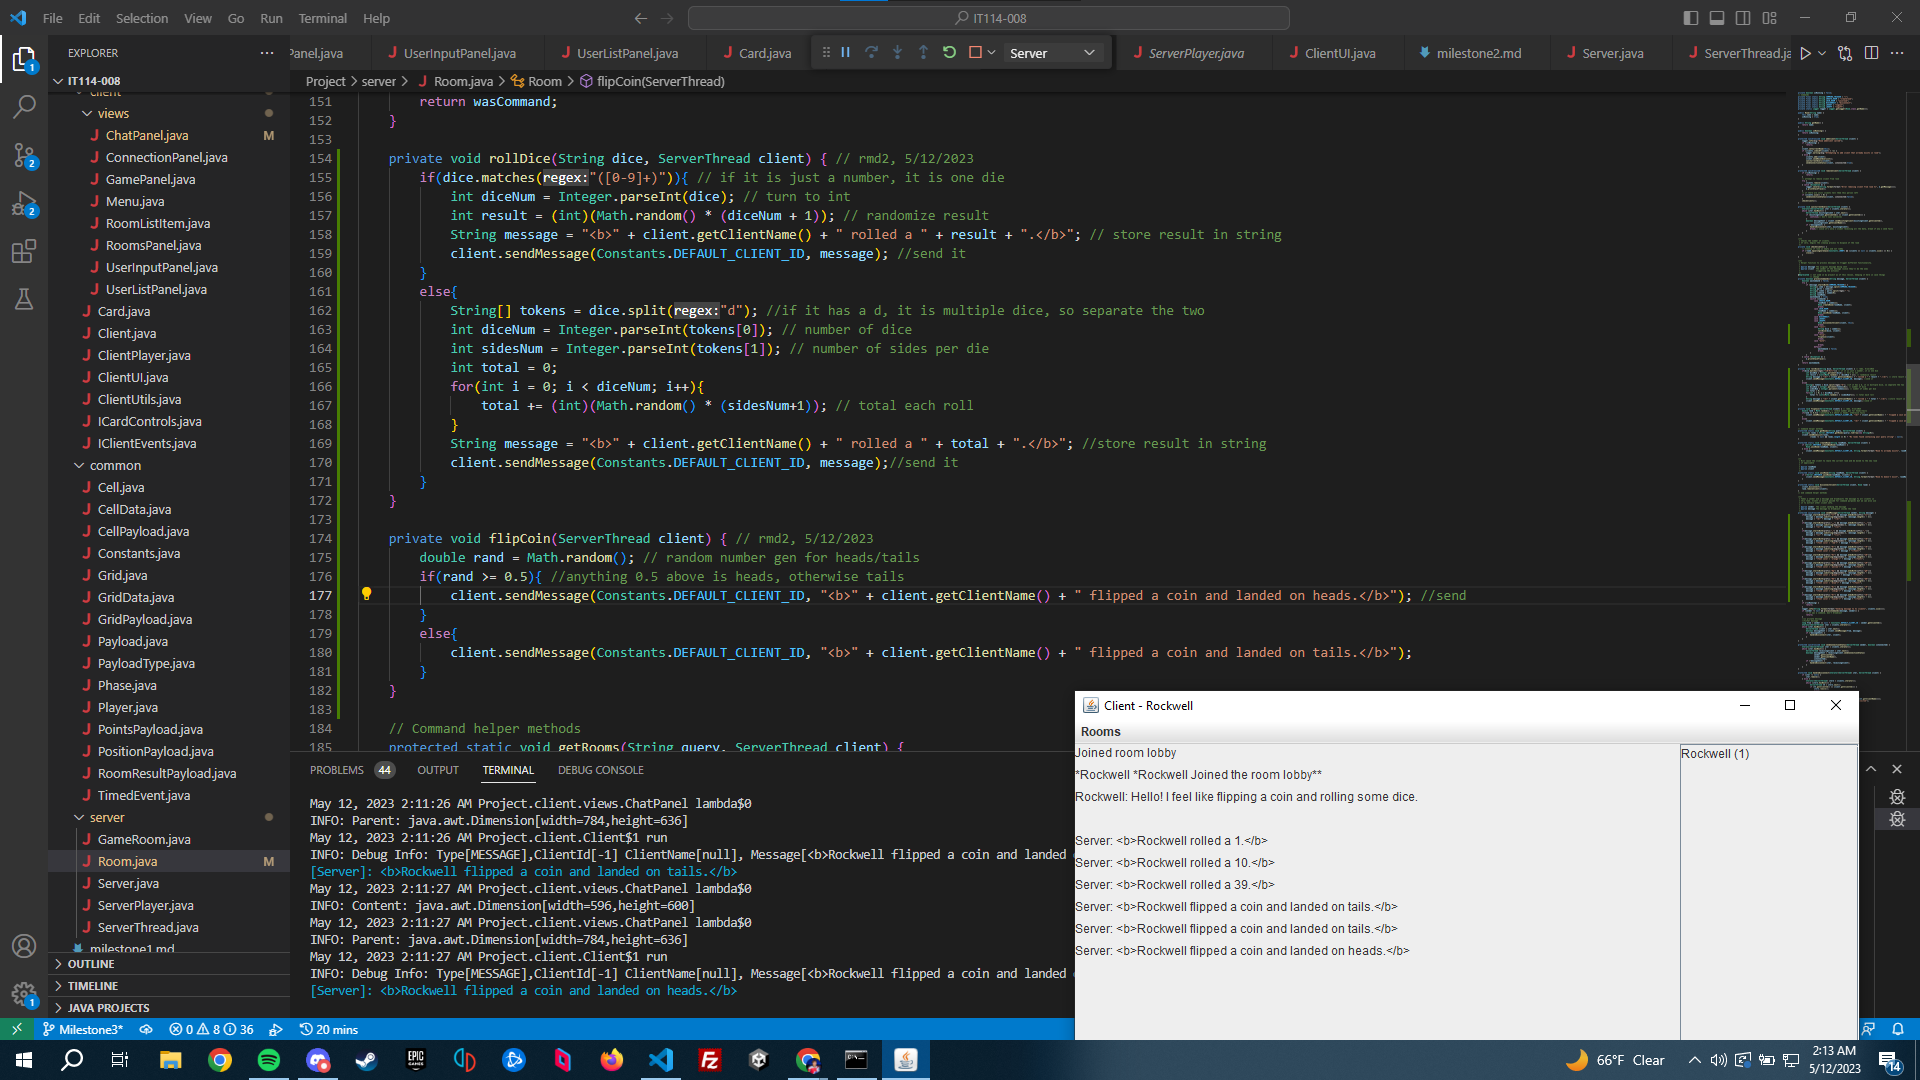 File Edit Selection View Go Run Terminal Help
IT114-008
EXPLORER
Panel.java UserInputPanel.java UserListPanel.java Card.java Server ServerPlayer.java ClientUI.java milestone2.md Server.java ServerThread.ja
Project > server > Room.java > Room > flipCoin(ServerThread)
IT114-008
client
views
ChatPanel.java M
ConnectionPanel.java
GamePanel.java
Menu.java
RoomListItem.java
RoomsPanel.java
UserInputPanel.java
UserListPanel.java
Card.java
Client.java
ClientPlayer.java
ClientUI.java
ClientUtils.java
ICardControls.java
IClientEvents.java
common
Cell.java
CellData.java
CellPayload.java
Constants.java
Grid.java
GridData.java
GridPayload.java
Payload.java
PayloadType.java
Phase.java
Player.java
PointsPayload.java
PositionPayload.java
RoomResultPayload.java
TimedEvent.java
server
GameRoom.java
Room.java M
Server.java
ServerPlayer.java
ServerThread.java
milestone1.md
OUTLINE
TIMELINE
JAVA PROJECTS
151 return wasCommand;
152 }
153
154 private void rollDice(String dice, ServerThread client) { // rmd2, 5/12/2023
155 if(dice.matches(regex:"([0-9]+)")){ // if it is just a number, it is one die
156 int diceNum = Integer.parseInt(dice); // turn to int
157 int result = (int)(Math.random() * (diceNum + 1)); // randomize result
158 String message = "<b>" + client.getClientName() + " rolled a " + result + ".</b>"; // store result in string
159 client.sendMessage(Constants.DEFAULT_CLIENT_ID, message); //send it
160 }
161 else{
162 String[] tokens = dice.split(regex:"d"); //if it has a d, it is multiple dice, so separate the two
163 int diceNum = Integer.parseInt(tokens[0]); // number of dice
164 int sidesNum = Integer.parseInt(tokens[1]); // number of sides per die
165 int total = 0;
166 for(int i = 0; i < diceNum; i++){
167 total += (int)(Math.random() * (sidesNum+1)); // total each roll
168 }
169 String message = "<b>" + client.getClientName() + " rolled a " + total + ".</b>"; //store result in string
170 client.sendMessage(Constants.DEFAULT_CLIENT_ID, message);//send it
171 }
172 }
173
174 private void flipCoin(ServerThread client) { // rmd2, 5/12/2023
175 double rand = Math.random(); // random number gen for heads/tails
176 if(rand >= 0.5){ //anything 0.5 above is heads, otherwise tails
177 client.sendMessage(Constants.DEFAULT_CLIENT_ID, "<b>" + client.getClientName() + " flipped a coin and landed on heads.</b>"); //send
178 }
179 else{
180 client.sendMessage(Constants.DEFAULT_CLIENT_ID, "<b>" + client.getClientName() + " flipped a coin and landed on tails.</b>");
181 }
182 }
183
184 // Command helper methods
185 protected static void getRooms(String query, ServerThread client) {
PROBLEMS 44 OUTPUT TERMINAL DEBUG CONSOLE
May 12, 2023 2:11:26 AM Project.client.views.ChatPanel lambda$0
INFO: Parent: java.awt.Dimension[width=784,height=636]
May 12, 2023 2:11:26 AM Project.client.Client$1 run
INFO: Debug Info: Type[MESSAGE],ClientId[-1] ClientName[null], Message[<b>Rockwell flipped a coin and landed
[Server]: <b>Rockwell flipped a coin and landed on tails.</b>
May 12, 2023 2:11:27 AM Project.client.views.ChatPanel lambda$0
INFO: Content: java.awt.Dimension[width=596,height=600]
May 12, 2023 2:11:27 AM Project.client.views.ChatPanel lambda$0
INFO: Parent: java.awt.Dimension[width=784,height=636]
May 12, 2023 2:11:27 AM Project.client.Client$1 run
INFO: Debug Info: Type[MESSAGE],ClientId[-1] ClientName[null], Message[<b>Rockwell flipped a coin and landed
[Server]: <b>Rockwell flipped a coin and landed on heads.</b>
Client - Rockwell
Rooms
Joined room lobby
Rockwell (1)
*Rockwell *Rockwell Joined the room lobby**
Rockwell: Hello! I feel like flipping a coin and rolling some dice.
Server: <b>Rockwell rolled a 1.</b>
Server: <b>Rockwell rolled a 10.</b>
Server: <b>Rockwell rolled a 39.</b>
Server: <b>Rockwell flipped a coin and landed on tails.</b>
Server: <b>Rockwell flipped a coin and landed on tails.</b>
Server: <b>Rockwell flipped a coin and landed on heads.</b>
Milestone3* 0 8 36 20 mins
66°F Clear
2:13 AM
5/12/2023
14